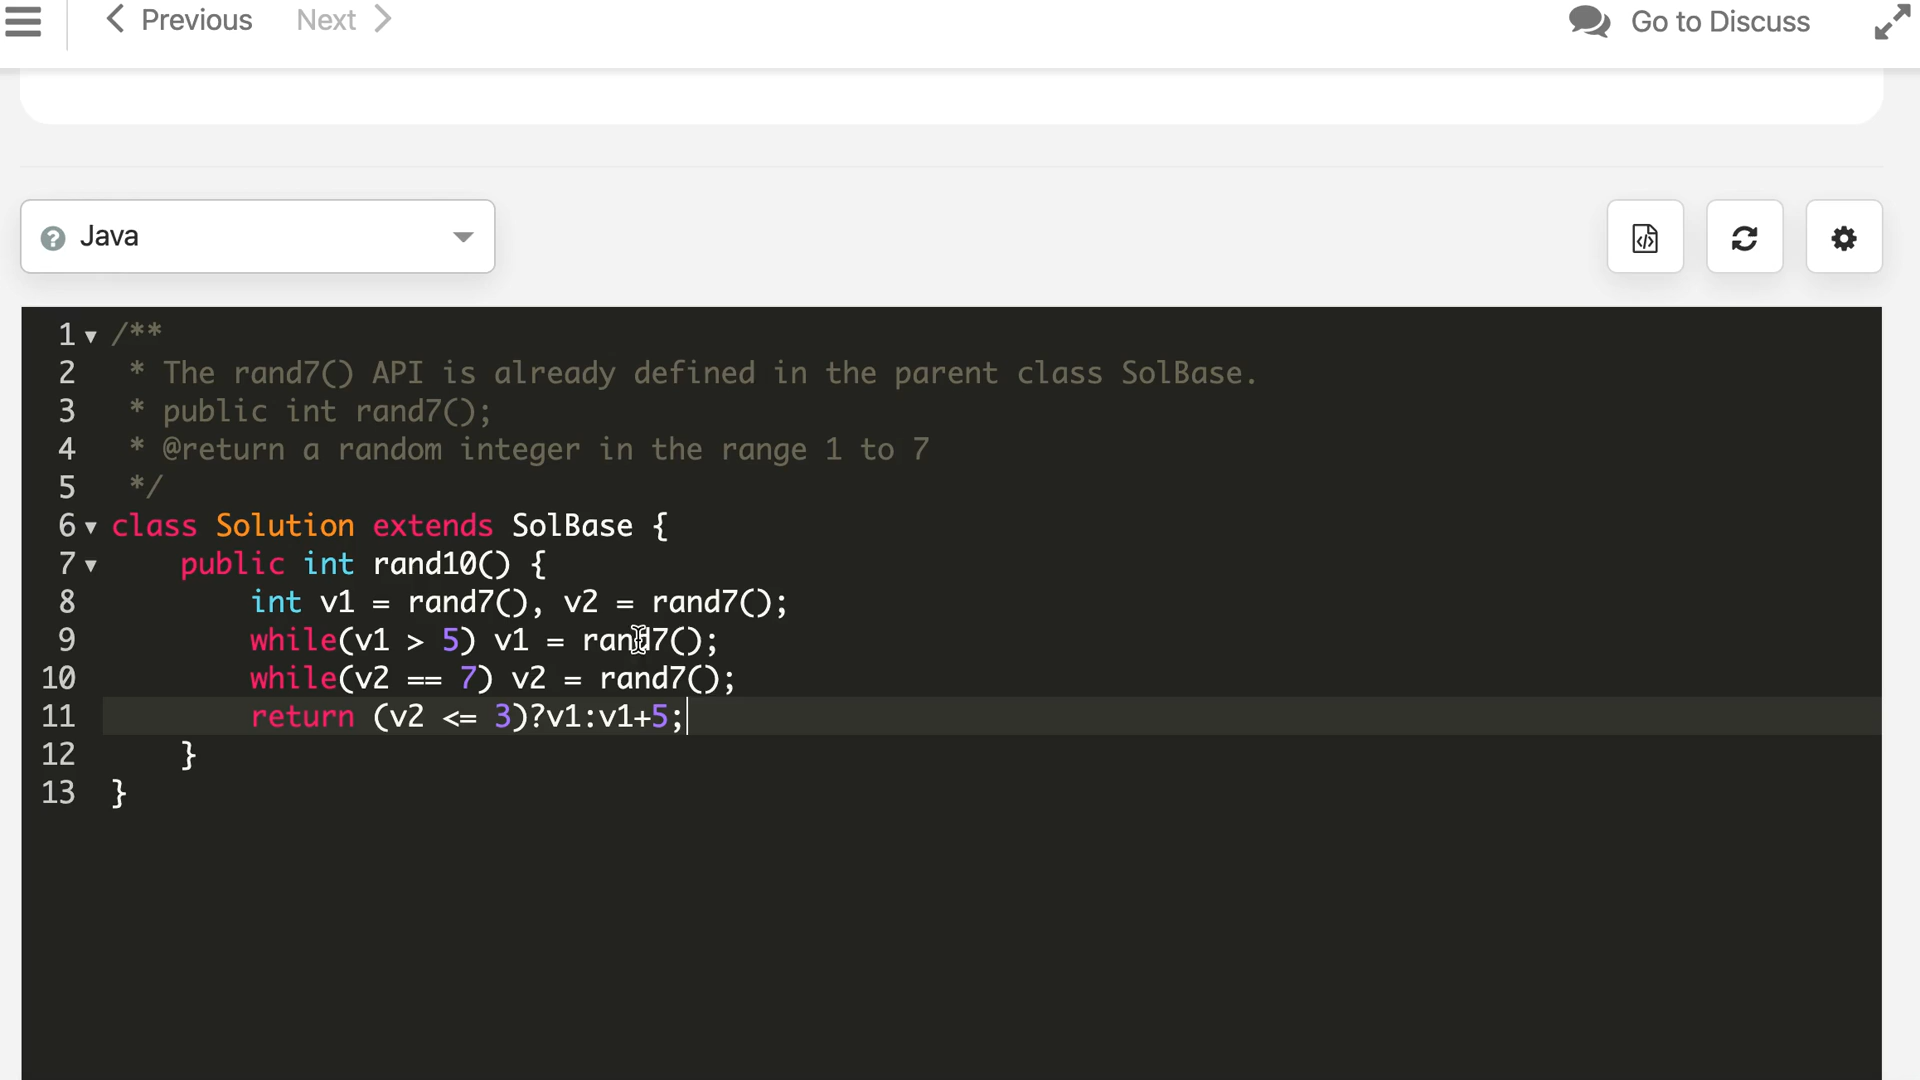 Previous Next Go to Discuss
Java
1 /**
2 * The rand7() API is already defined in the parent class SolBase.
3 * public int rand7();
4 * @return a random integer in the range 1 to 7
5 */
6 class Solution extends SolBase {
7 public int rand10() {
8 int v1 = rand7(), v2 = rand7();
9 while(v1 > 5) v1 = rand7();
10 while(v2 == 7) v2 = rand7();
11 return (v2 <= 3)?v1:v1+5;
12 }
13 }